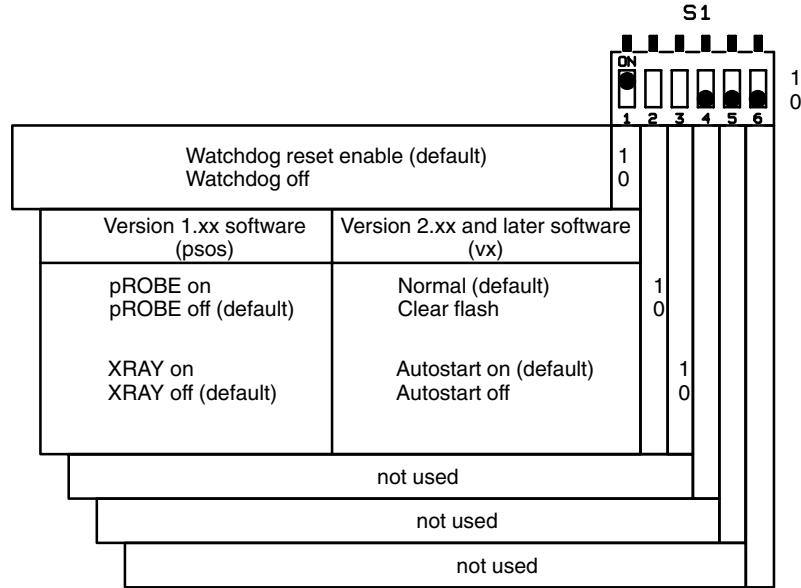 S1
ON
1
0
1 2 3 4 5 6
Watchdog reset enable (default) 1
Watchdog off 0
Version 1.xx software
(psos)
Version 2.xx and later software
(vx)
pROBE on Normal (default) 1
pROBE off (default) Clear flash 0
XRAY on Autostart on (default) 1
XRAY off (default) Autostart off 0
not used
not used
not used